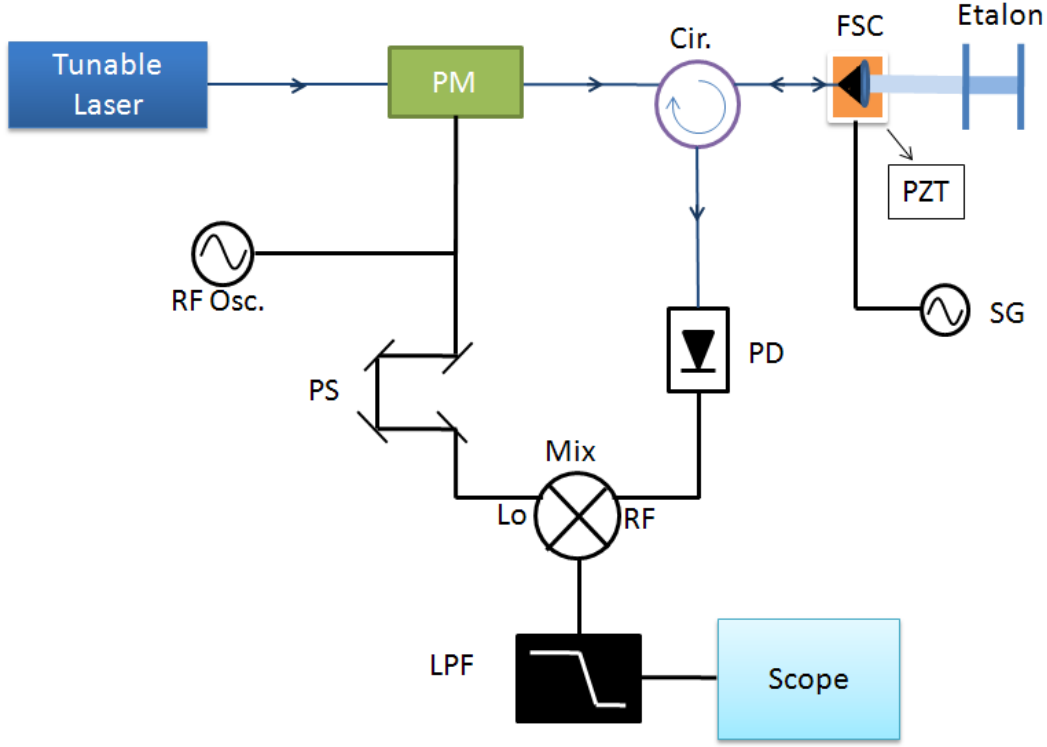 Tunable
Laser
PM
Cir.
FSC
Etalon
PZT
RF Osc.
SG
PD
PS
Mix
Lo
RF
LPF
Scope